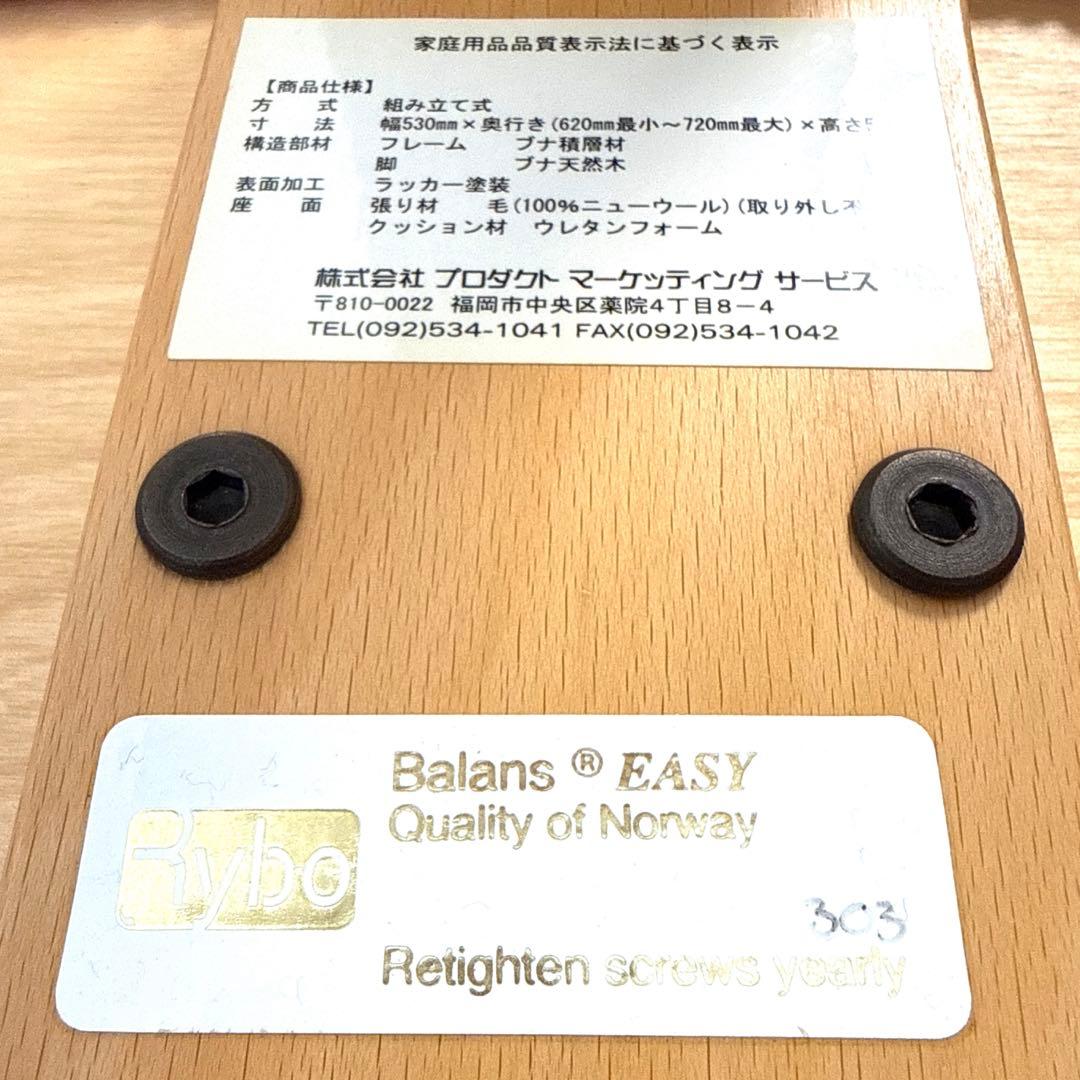 家庭用品品質表示法に基づく表示
【商品仕様】
方　式　組み立て式
寸　法　幅530mm×奥行き(620mm最小～720mm最大)×高さ
構造部材　フレーム　ブナ積層材
脚　ブナ天然木
表面加工　ラッカー塗装
座　面　張り材　毛(100%ニューウール)(取り外し
クッション材　ウレタンフォーム
株式会社 プロダクト マーケッティング サービス
〒810-0022 福岡市中央区薬院4丁目8-4
TEL(092)534-1041 FAX(092)534-1042
Balans ® EASY
Quality of Norway
Rybo
303
Retighten screws yearly